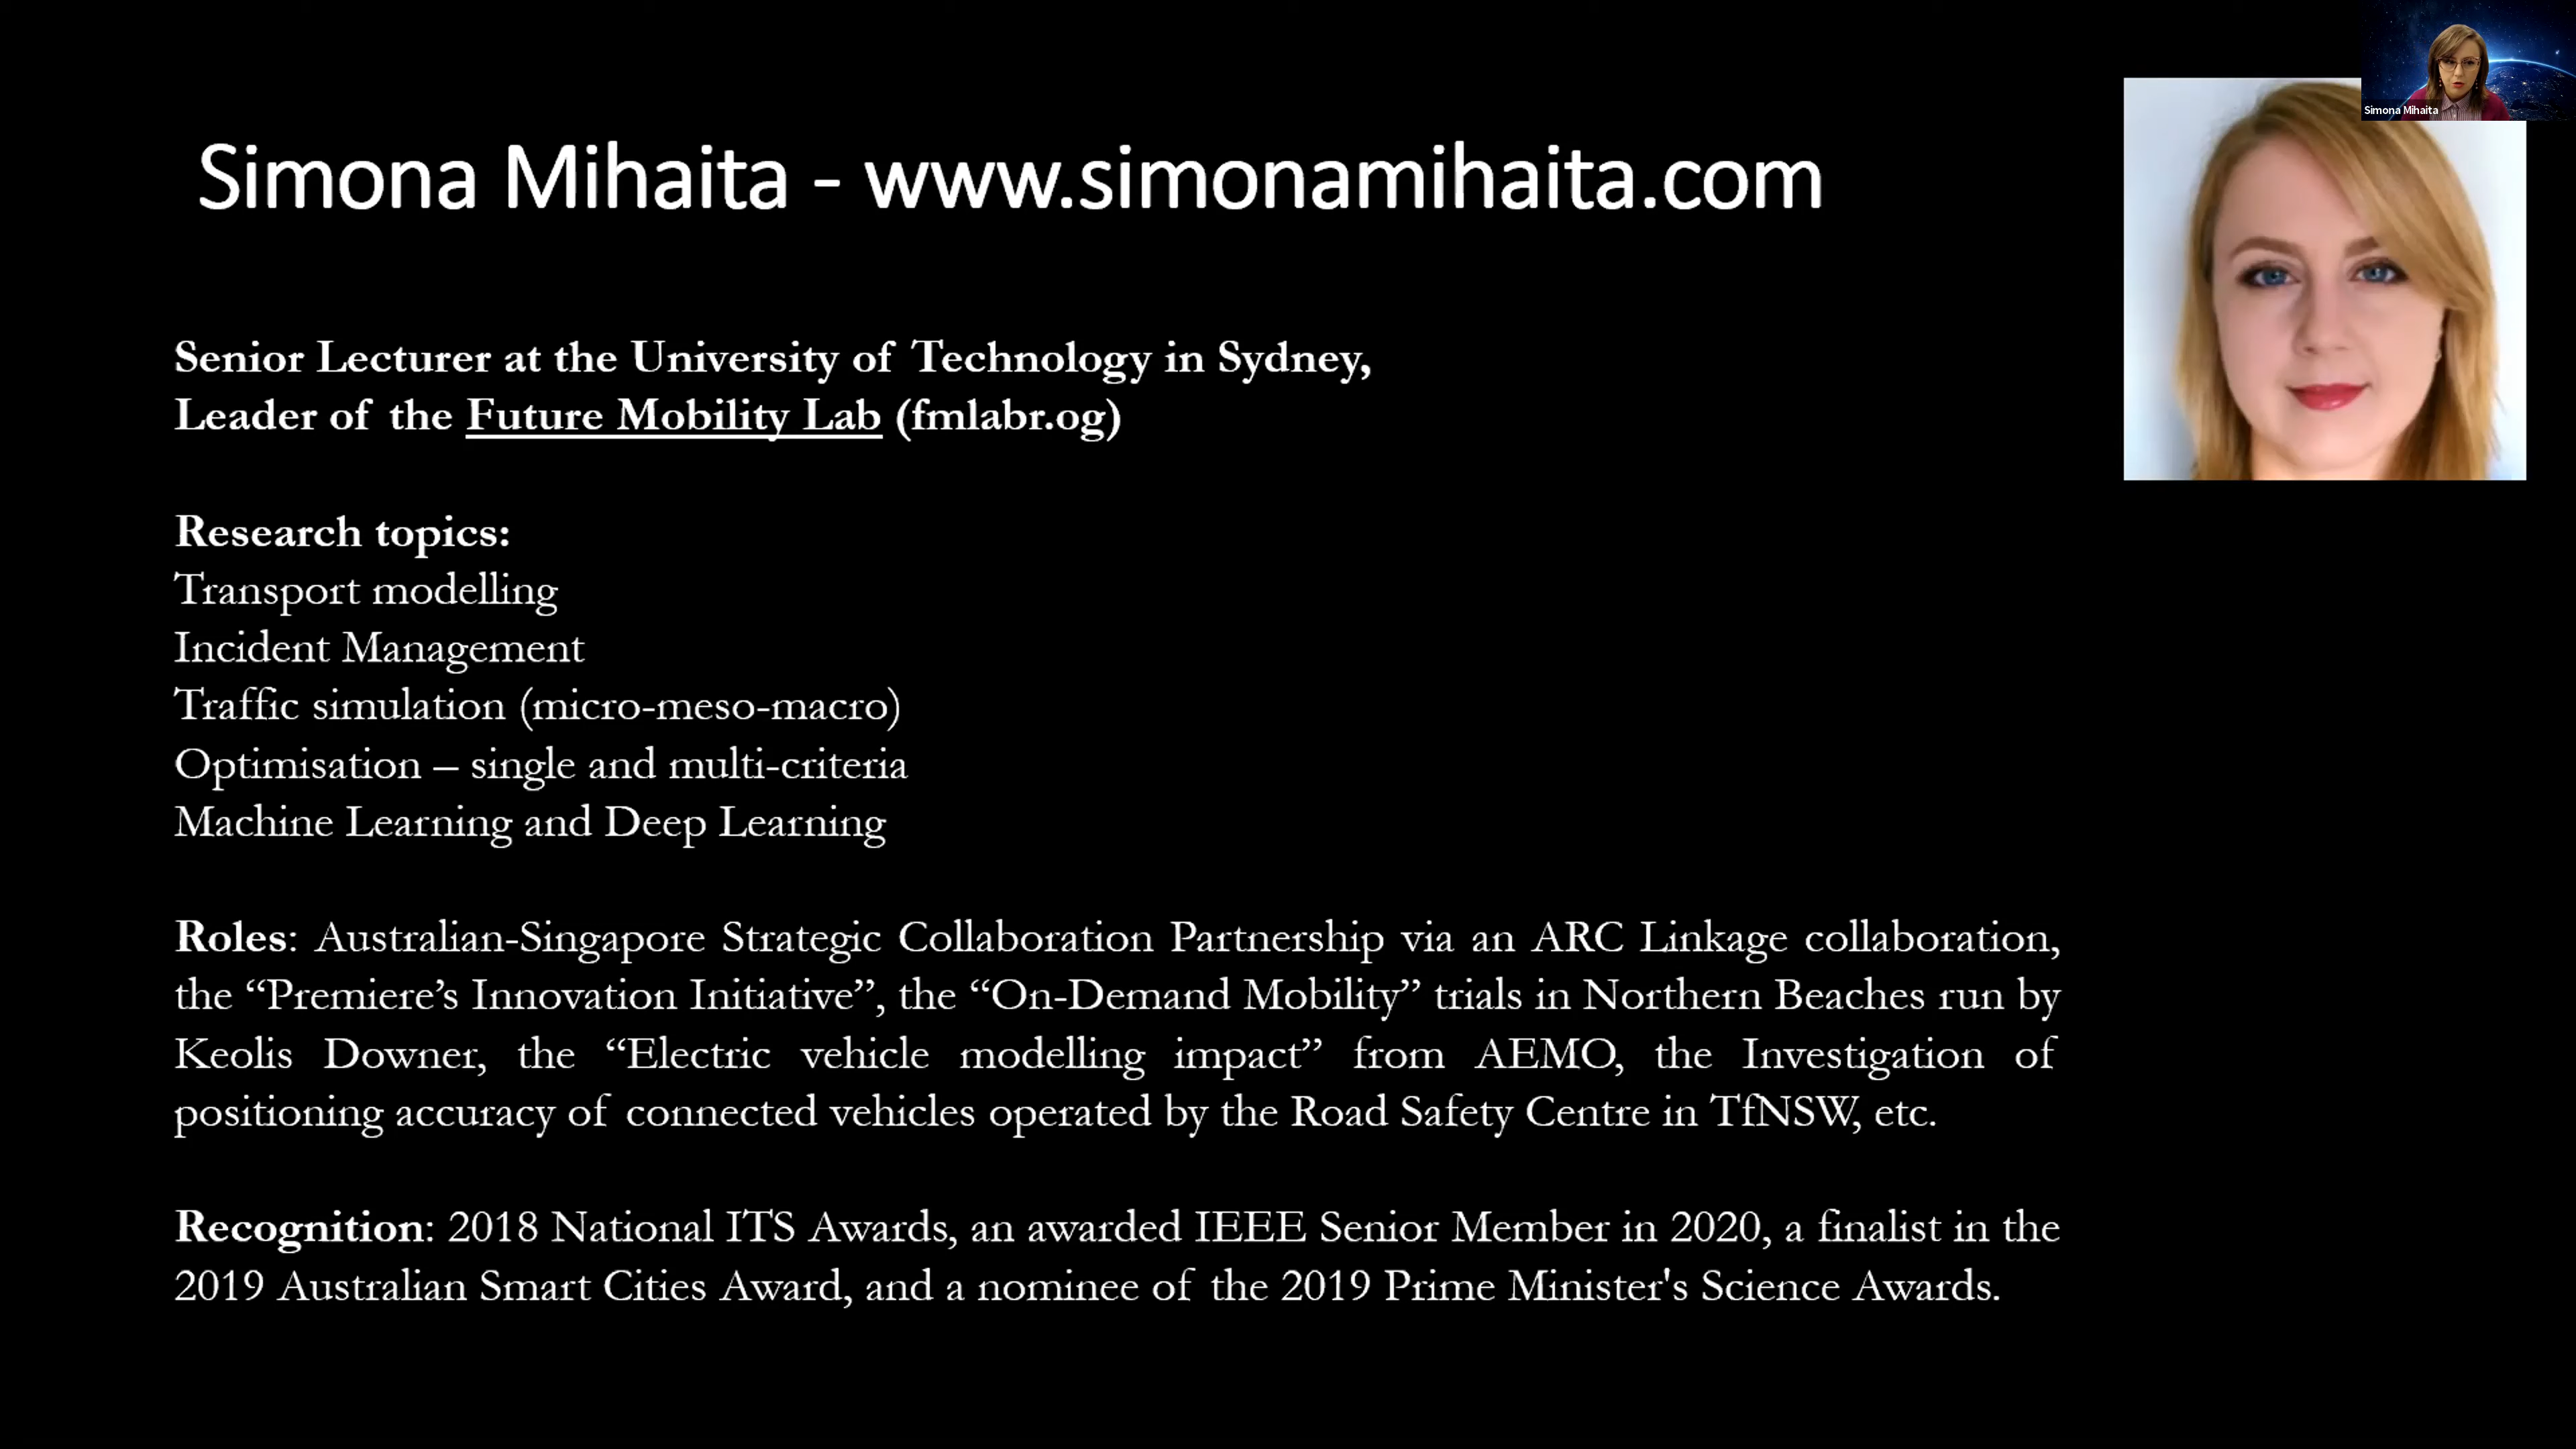 Simona Mihaita
Simona Mihaita - www.simonamihaita.com
Senior Lecturer at the University of Technology in Sydney,
Leader of the Future Mobility Lab (fmlabr.og)
Research topics:
Transport modelling
Incident Management
Traffic simulation (micro-meso-macro)
Optimisation – single and multi-criteria
Machine Learning and Deep Learning
Roles: Australian-Singapore Strategic Collaboration Partnership via an ARC Linkage collaboration,
the “Premiere’s Innovation Initiative”, the “On-Demand Mobility” trials in Northern Beaches run by
Keolis Downer, the “Electric vehicle modelling impact” from AEMO, the Investigation of
positioning accuracy of connected vehicles operated by the Road Safety Centre in TfNSW, etc.
Recognition: 2018 National ITS Awards, an awarded IEEE Senior Member in 2020, a finalist in the
2019 Australian Smart Cities Award, and a nominee of the 2019 Prime Minister's Science Awards.